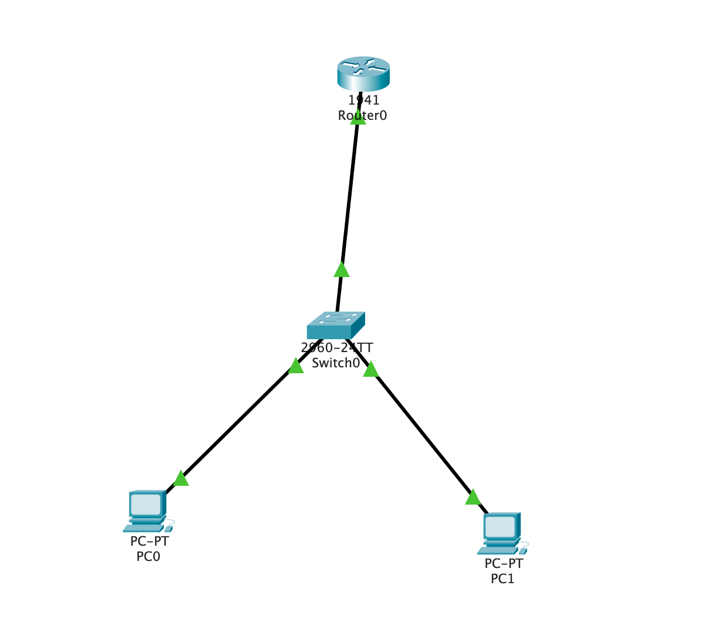 1941
Router0
2960-24TT
Switch0
PC-PT
PC0
PC-PT
PC1